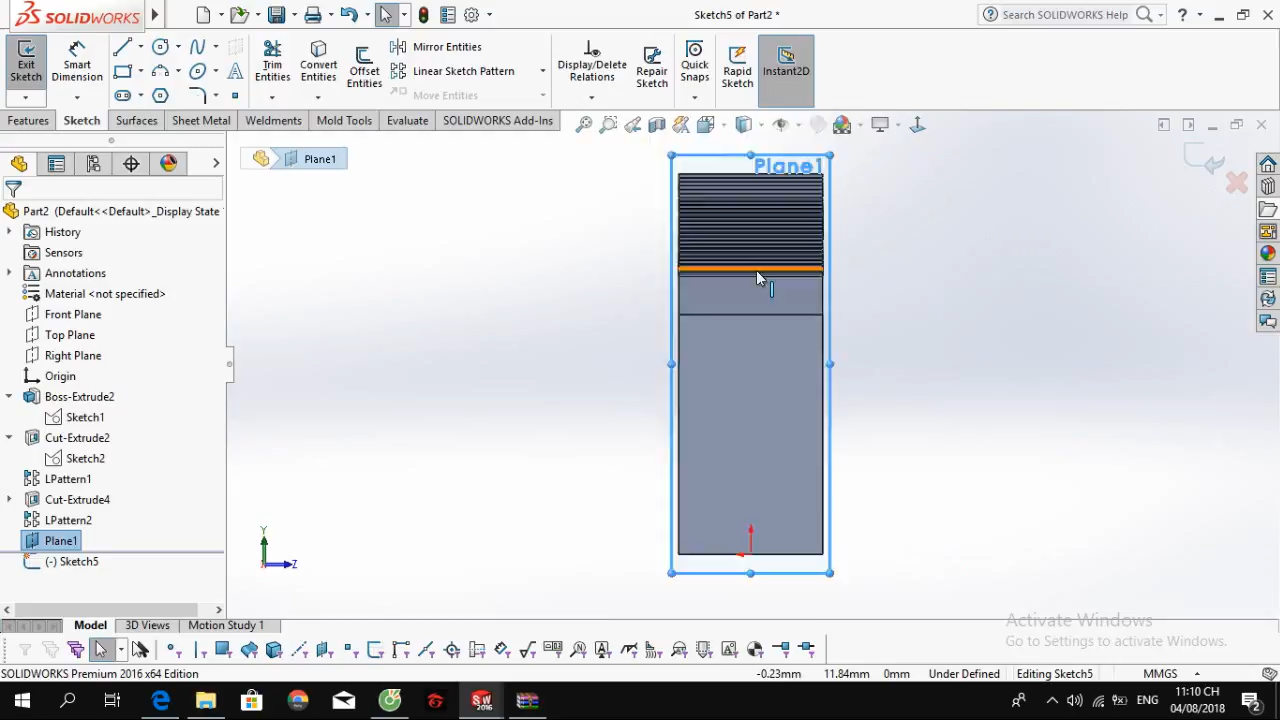 SOLIDWORKS
Sketch5 of Part2 *
Search SOLIDWORKS Help
Exit Sketch
Smart Dimension
Trim Entities
Convert Entities
Offset Entities
Mirror Entities
Linear Sketch Pattern
Move Entities
Display/Delete Relations
Repair Sketch
Quick Snaps
Rapid Sketch
Instant2D
Features
Sketch
Surfaces
Sheet Metal
Weldments
Mold Tools
Evaluate
SOLIDWORKS Add-Ins
Plane1
Plane1
Part2 (Default<<Default>_Display State
History
Sensors
Annotations
Material <not specified>
Front Plane
Top Plane
Right Plane
Origin
Boss-Extrude2
Sketch1
Cut-Extrude2
Sketch2
LPattern1
Cut-Extrude4
LPattern2
Plane1
(-) Sketch5
Y
Z
Activate Windows
Go to Settings to activate Windows.
Model
3D Views
Motion Study 1
SOLIDWORKS Premium 2016 x64 Edition
-0.23mm
11.84mm
0mm
Under Defined
Editing Sketch5
MMGS
SW
2016
ENG
11:10 CH
04/08/2018
2